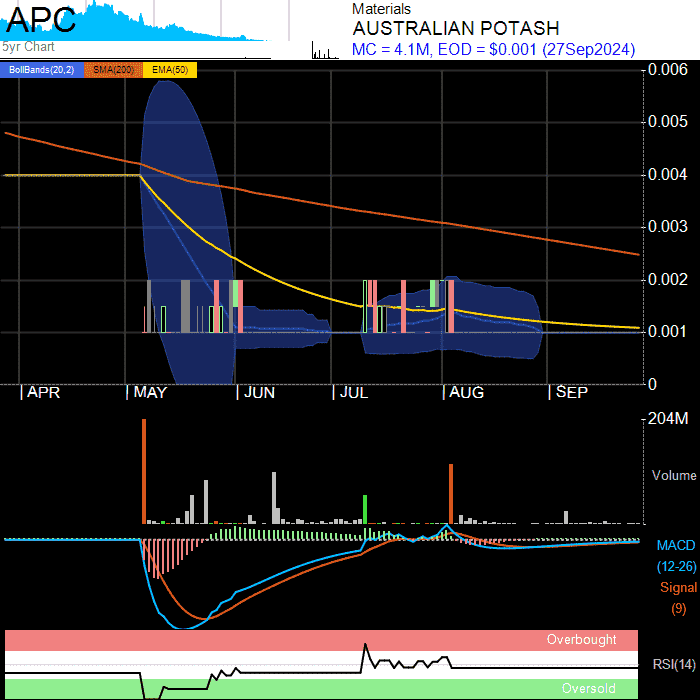 APC
5yr Chart
Materials
AUSTRALIAN POTASH
MC = 4.1M, EOD = $0.001 (27Sep2024)
BollBands(20,2) SMA(200) EMA(50)
0.006
0.005
0.004
0.003
0.002
0.001
0
APR MAY JUN JUL AUG SEP
204M
Volume
MACD
(12-26)
Signal
(9)
Overbought
RSI(14)
Oversold